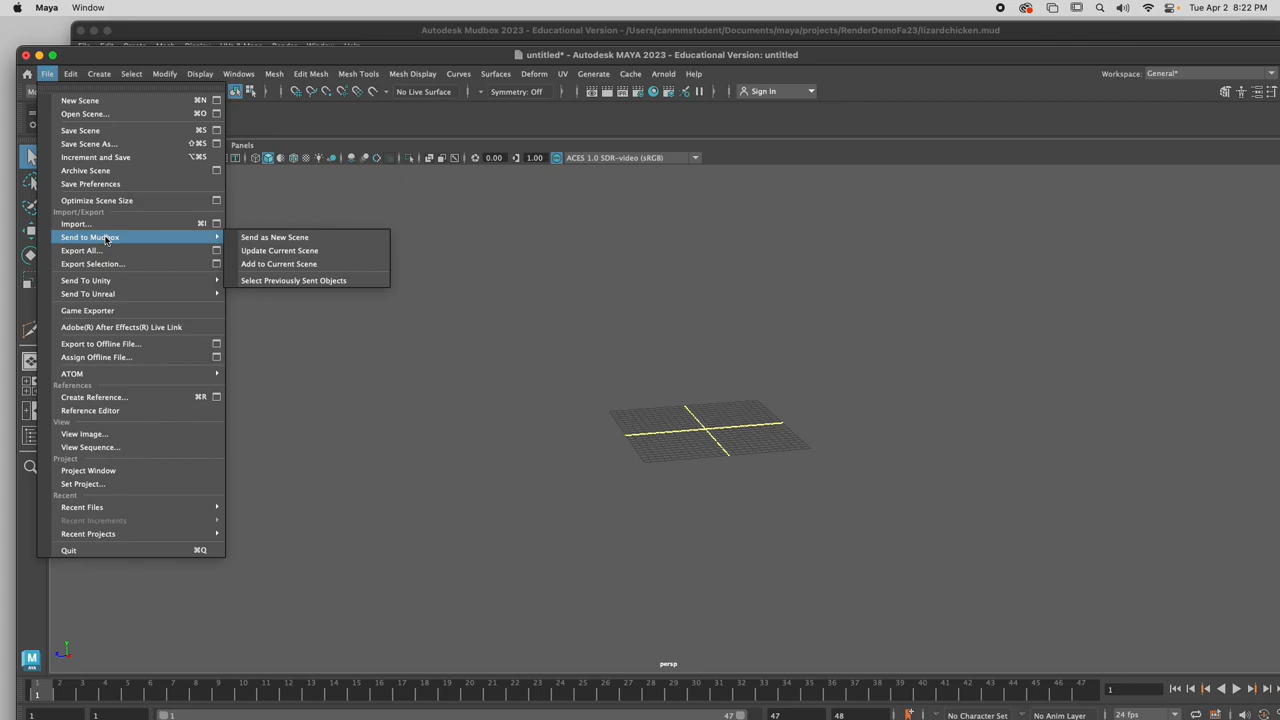 Maya Window Tue Apr 2 8:22 PM
Autodesk Mudbox 2023 - Educational Version: /Users/canmmstudent/Documents/maya/projects/RenderDemoFa23/lizardchicken.mud
untitled* - Autodesk MAYA 2023 - Educational Version: untitled
File Edit Create Select Modify Display Windows Mesh Edit Mesh Mesh Tools Mesh Display Curves Surfaces Deform UV Generate Cache Arnold Help Workspace: General*
No Live Surface Symmetry: Off Sign In
Panels
0.00 1.00 ACES 1.0 SDR-video (sRGB)
New Scene ⌘N
Open Scene... ⌘O
Save Scene ⌘S
Save Scene As... ⇧⌘S
Increment and Save ⌥⌘S
Archive Scene
Save Preferences
Optimize Scene Size
Import/Export
Import... ⌘I
Send to Mudbox
Export All...
Export Selection...
Send To Unity
Send To Unreal
Game Exporter
Adobe(R) After Effects(R) Live Link
Export to Offline File...
Assign Offline File...
ATOM
References
Create Reference... ⌘R
Reference Editor
View
View Image...
View Sequence...
Project
Project Window
Set Project...
Recent
Recent Files
Recent Increments
Recent Projects
Quit ⌘Q
Send as New Scene
Update Current Scene
Add to Current Scene
Select Previously Sent Objects
persp
M
MAYA
1 2 3 4 5 6 7 8 9 10 11 12 13 14 15 16 17 18 19 20 21 22 23 24 25 26 27 28 29 30 31 32 33 34 35 36 37 38 39 40 41 42 43 44 45 46 47
1 1
1 1 1 47 47 48 No Character Set No Anim Layer 24 fps